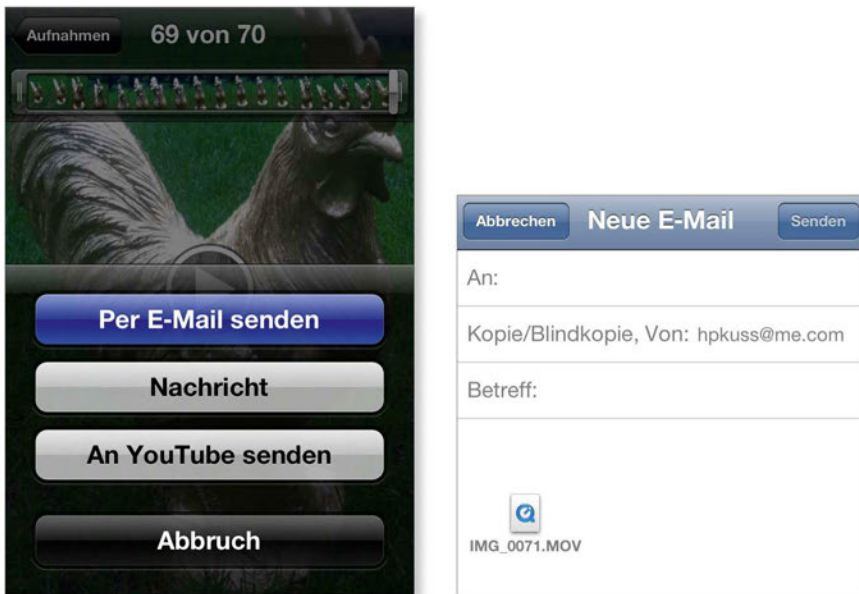 Aufnahmen
69 von 70
Per E-Mail senden
Nachricht
An YouTube senden
Abbruch
Abbrechen
Neue E-Mail
Senden
An:
Kopie/Blindkopie, Von: hpkuss@me.com
Betreff:
IMG_0071.MOV